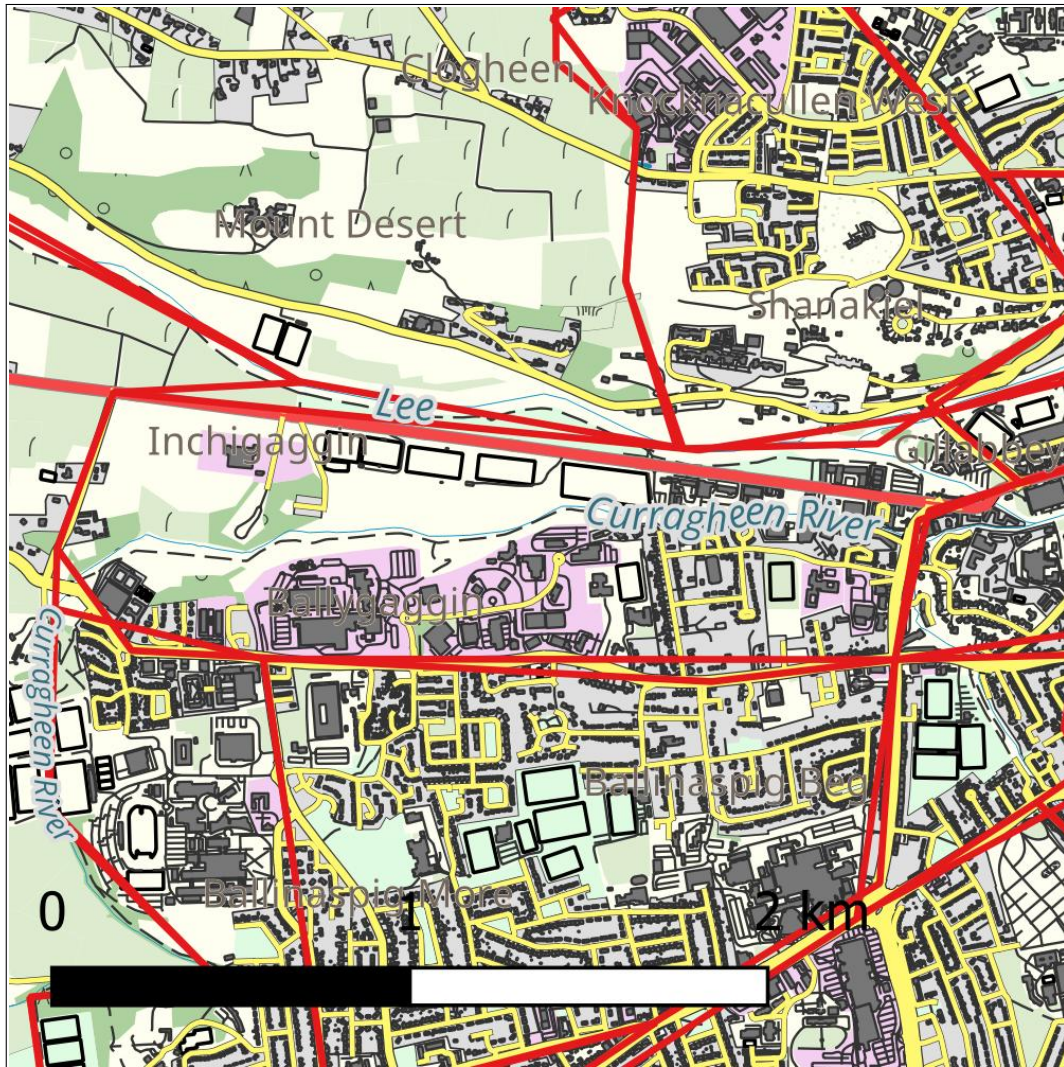 Clogheen
Knocknacullen West
Mount Desert
Shanakiel
Lee
Inchigaggin
Gillabbey
Curragheen River
Ballygaggin
Curragheen River
Ballinaspig Beg
Ballinaspig More
0 1 2 km